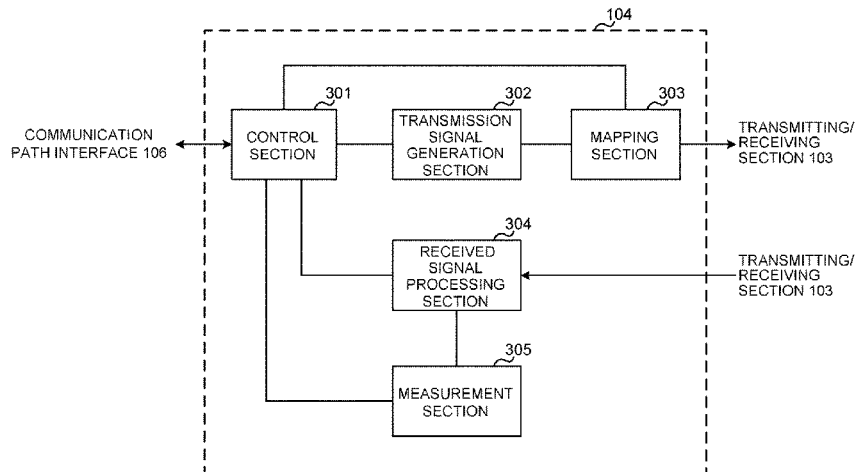 104
301
302
303
COMMUNICATION
PATH INTERFACE 106
CONTROL
SECTION
TRANSMISSION
SIGNAL
GENERATION
SECTION
MAPPING
SECTION
TRANSMITTING/
RECEIVING
SECTION 103
304
RECEIVED
SIGNAL
PROCESSING
SECTION
TRANSMITTING/
RECEIVING
SECTION 103
305
MEASUREMENT
SECTION